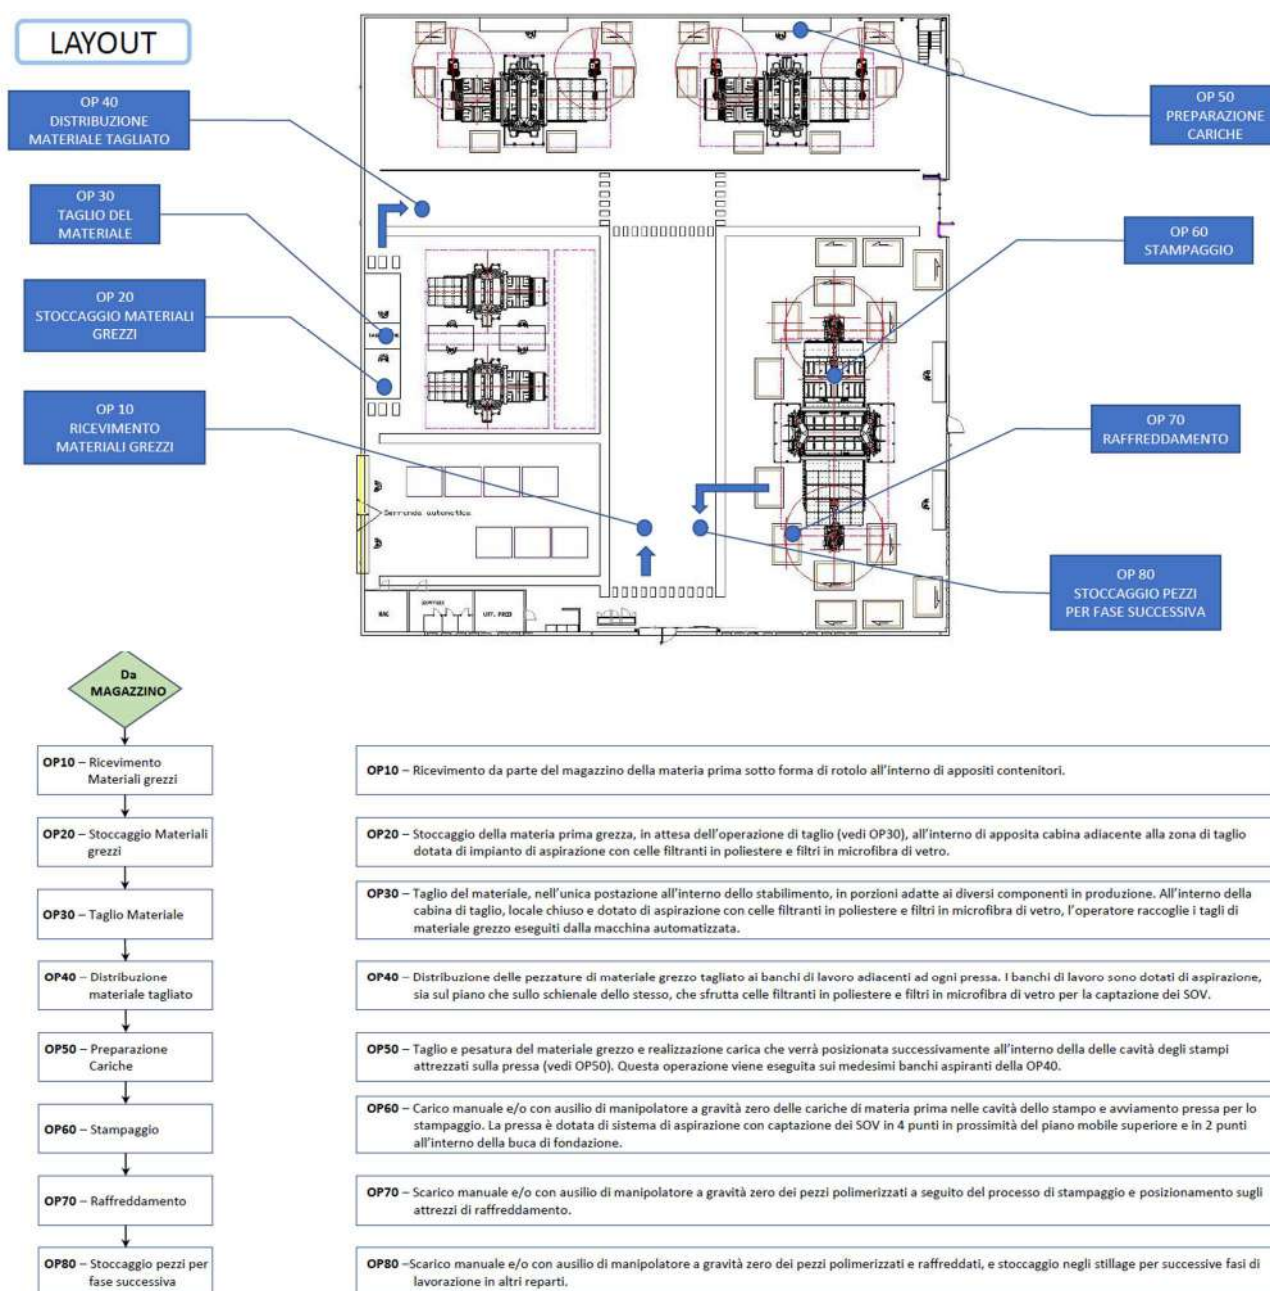 LAYOUT
OP 40
DISTRIBUZIONE
MATERIALE TAGLIATO
OP 30
TAGLIO DEL
MATERIALE
OP 20
STOCCAGGIO MATERIALI
GREZZI
OP 10
RICEVIMENTO
MATERIALI GREZZI
OP 50
PREPARAZIONE
CARICHE
OP 60
STAMPAGGIO
OP 70
RAFFREDDAMENTO
OP 80
STOCCAGGIO PEZZI
PER FASE SUCCESSIVA
Serranda automatica
Da
MAGAZZINO
OP10 – Ricevimento
Materiali grezzi
OP10 – Ricevimento da parte del magazzino della materia prima sotto forma di rotolo all'interno di appositi contenitori.
OP20 – Stoccaggio Materiali
grezzi
OP20 – Stoccaggio della materia prima grezza, in attesa dell'operazione di taglio (vedi OP30), all'interno di apposita cabina adiacente alla zona di taglio
dotata di impianto di aspirazione con celle filtranti in poliestere e filtri in microfibra di vetro.
OP30 – Taglio Materiale
OP30 – Taglio del materiale, nell'unica postazione all'interno dello stabilimento, in porzioni adatte ai diversi componenti in produzione. All'interno della
cabina di taglio, locale chiuso e dotato di aspirazione con celle filtranti in poliestere e filtri in microfibra di vetro, l'operatore raccoglie i tagli di
materiale grezzo eseguiti dalla macchina automatizzata.
OP40 – Distribuzione
materiale tagliato
OP40 – Distribuzione delle pezzature di materiale grezzo tagliato ai banchi di lavoro adiacenti ad ogni pressa. I banchi di lavoro sono dotati di aspirazione,
sia sul piano che sullo schienale dello stesso, che sfrutta celle filtranti in poliestere e filtri in microfibra di vetro per la captazione dei SOV.
OP50 – Preparazione
Cariche
OP50 – Taglio e pesatura del materiale grezzo e realizzazione carica che verrà posizionata successivamente all'interno della delle cavità degli stampi
attrezzati sulla pressa (vedi OP50). Questa operazione viene eseguita sui medesimi banchi aspiranti della OP40.
OP60 – Stampaggio
OP60 – Carico manuale e/o con ausilio di manipolatore a gravità zero delle cariche di materia prima nelle cavità dello stampo e avviamento pressa per lo
stampaggio. La pressa è dotata di sistema di aspirazione con captazione dei SOV in 4 punti in prossimità del piano mobile superiore e in 2 punti
all'interno della buca di fondazione.
OP70 – Raffreddamento
OP70 – Scarico manuale e/o con ausilio di manipolatore a gravità zero dei pezzi polimerizzati a seguito del processo di stampaggio e posizionamento sugli
attrezzi di raffreddamento.
OP80 – Stoccaggio pezzi per
fase successiva
OP80 –Scarico manuale e/o con ausilio di manipolatore a gravità zero dei pezzi polimerizzati e raffreddati, e stoccaggio negli stillage per successive fasi di
lavorazione in altri reparti.